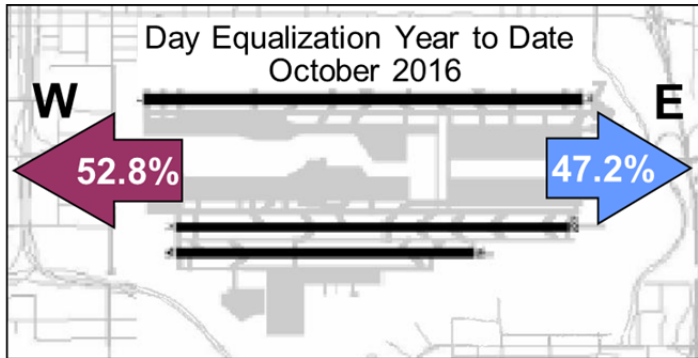 Day Equalization Year to Date
October 2016
W
E
52.8%
47.2%